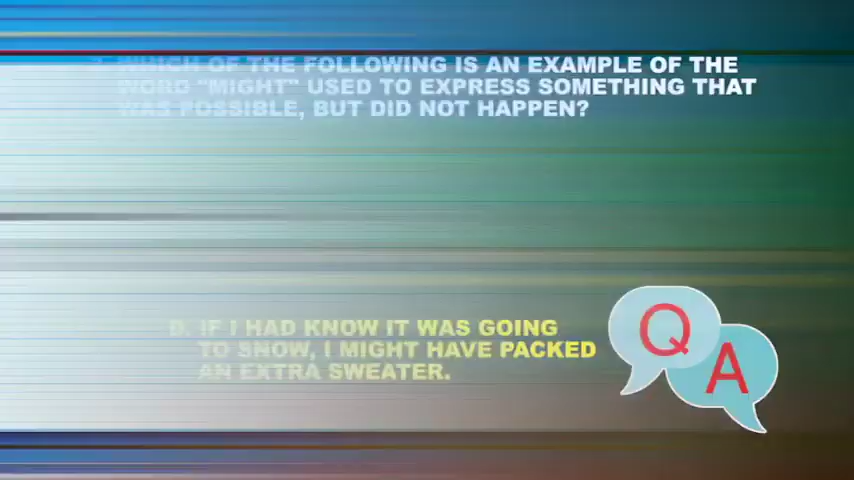 WHICH OF THE FOLLOWING IS AN EXAMPLE OF THE
WORD "MIGHT" USED TO EXPRESS SOMETHING THAT
WAS POSSIBLE, BUT DID NOT HAPPEN?
D. IF I HAD KNOW IT WAS GOING
TO SNOW, I MIGHT HAVE PACKED
AN EXTRA SWEATER.
Q
A